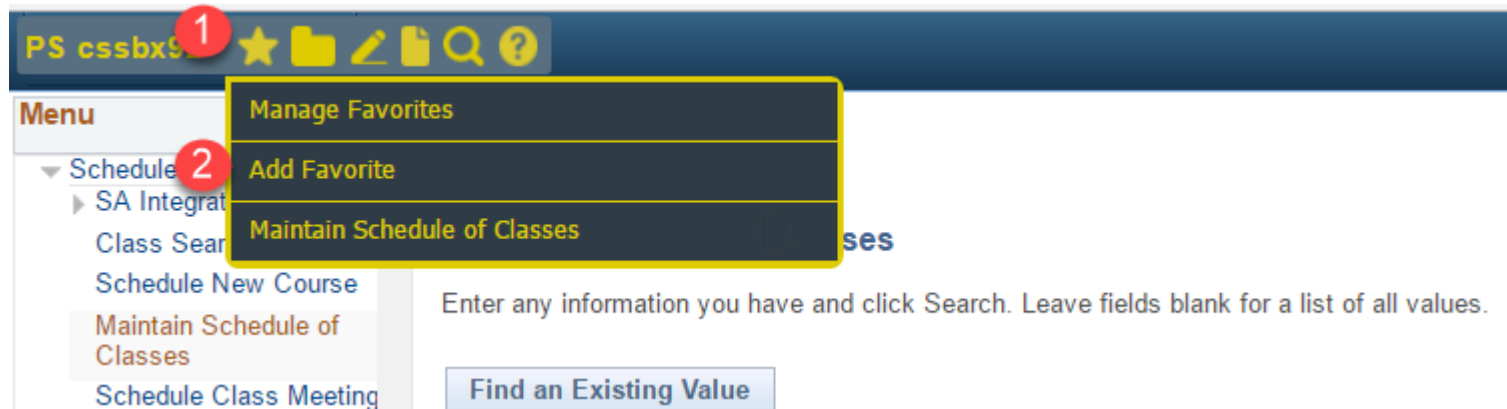 PS cssbx9 1
Menu
Manage Favorites
Schedule 2
Add Favorite
SA Integrat
Maintain Schedule of Classes
Class Sear
ses
Schedule New Course
Enter any information you have and click Search. Leave fields blank for a list of all values.
Maintain Schedule of
Classes
Find an Existing Value
Schedule Class Meeting